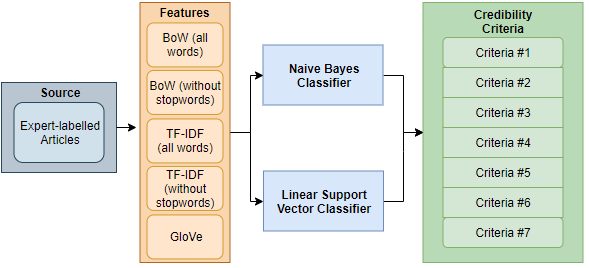 Source
Expert-labelled
Articles
Features
BoW (all
words)
BoW (without
stopwords)
TF-IDF
(all words)
TF-IDF
(without
stopwords)
GloVe
Naive Bayes
Classifier
Linear Support
Vector Classifier
Credibility
Criteria
Criteria #1
Criteria #2
Criteria #3
Criteria #4
Criteria #5
Criteria #6
Criteria #7